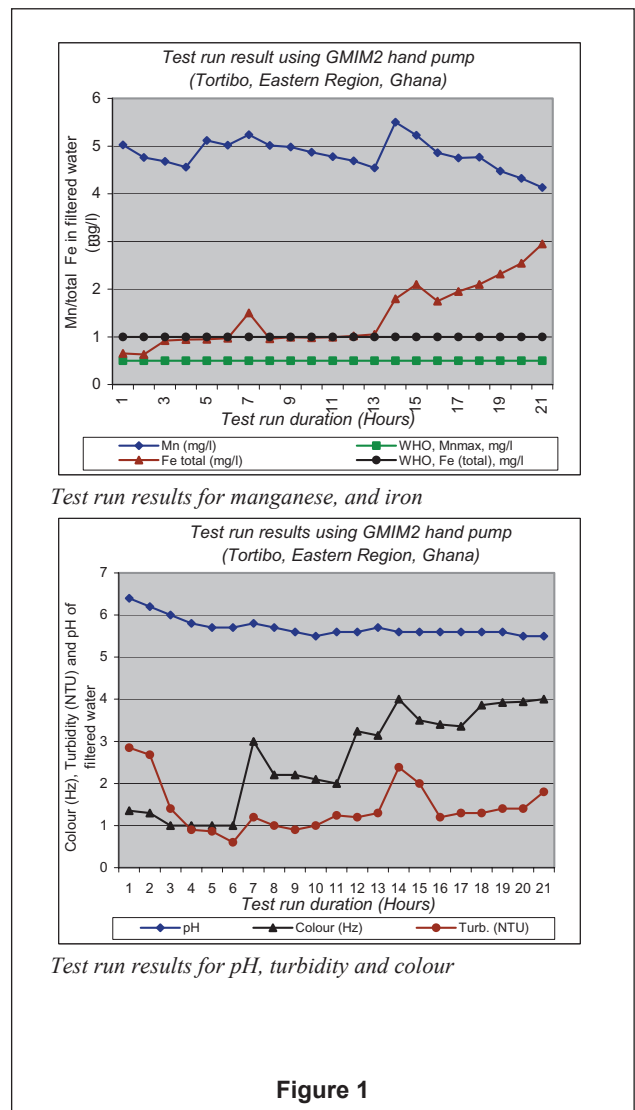 Test run result using GMIM2 hand pump
(Tortibo, Eastern Region, Ghana)
Mn/total Fe in filtered water
(mg/l)
6
5
4
3
2
1
0
1
3
5
7
9
11
13
15
17
19
21
Test run duration (Hours)
Mn (mg/l)
WHO, Mnmax, mg/l
Fe total (mg/l)
WHO, Fe (total), mg/l
Test run results for manganese, and iron
Test run results using GMIM2 hand pump
(Tortibo, Eastern Region, Ghana)
Colour (Hz), Turbidity (NTU) and pH of
filtered water
7
6
5
4
3
2
1
0
1 2 3 4 5 6 7 8 9 10 11 12 13 14 15 16 17 18 19 20 21
Test run duration (Hours)
pH
Colour (Hz)
Turb. (NTU)
Test run results for pH, turbidity and colour
Figure 1